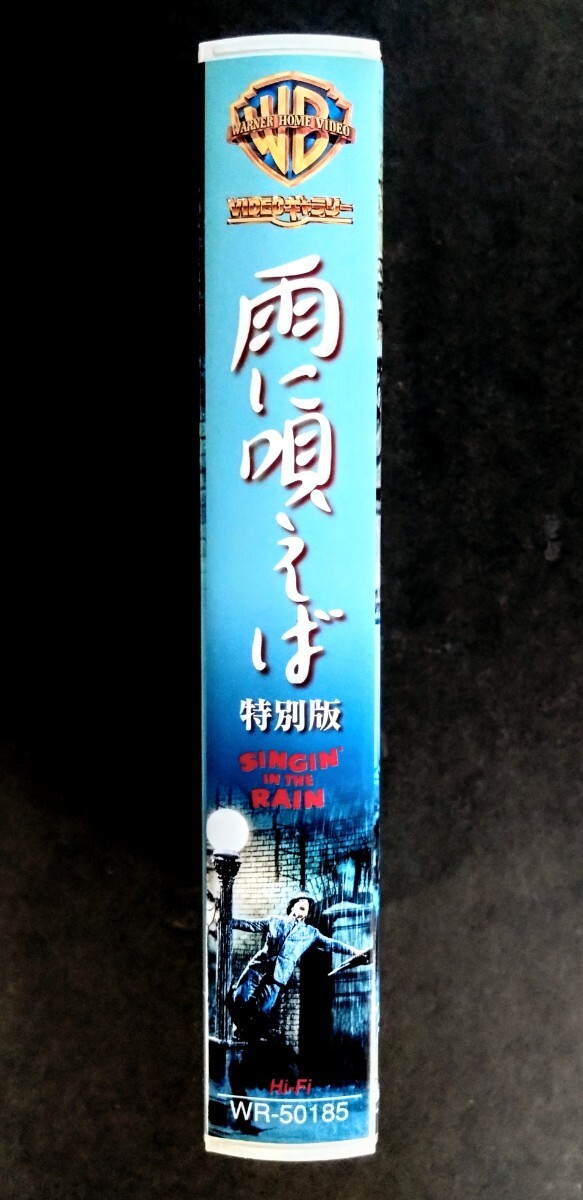 WB
WARNER HOME VIDEO
VIDEOギャラリー
雨に唄えば
特別版
SINGIN'
IN THE
RAIN
Hi-Fi
WR-50185